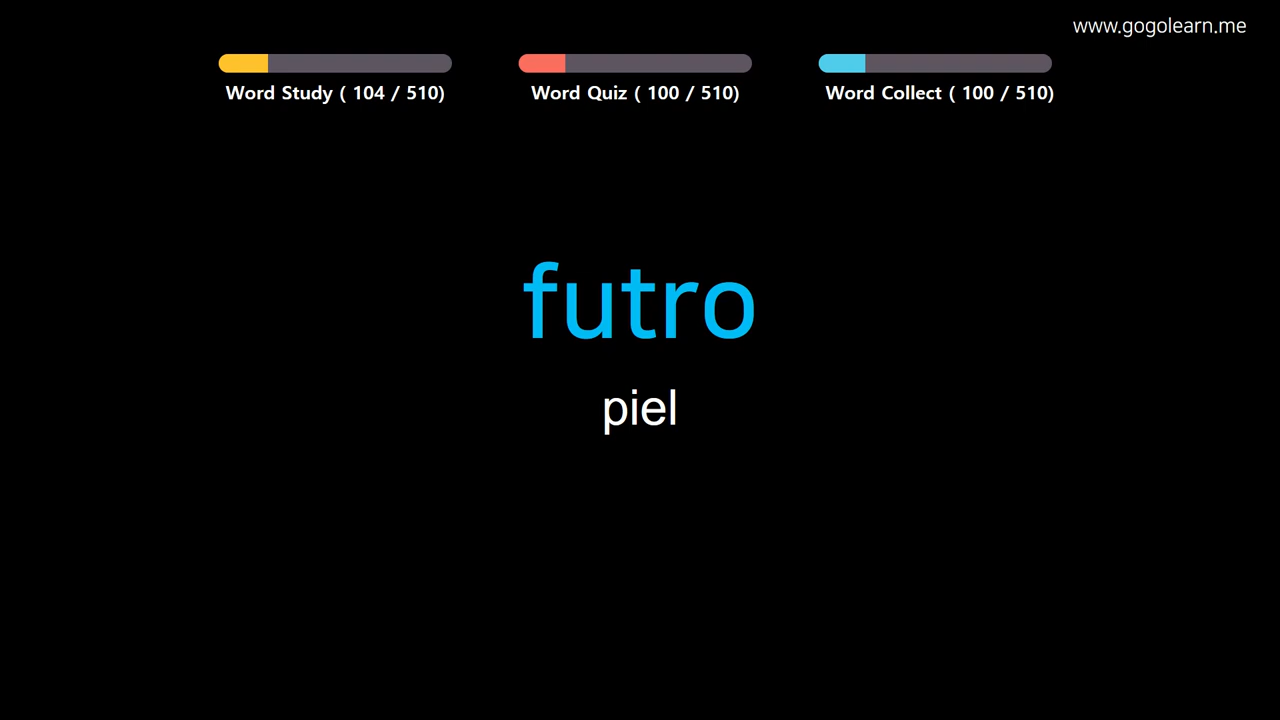 www.gogolearn.me
Word Study ( 104 / 510)
Word Quiz ( 100 / 510)
Word Collect ( 100 / 510)
futro
piel